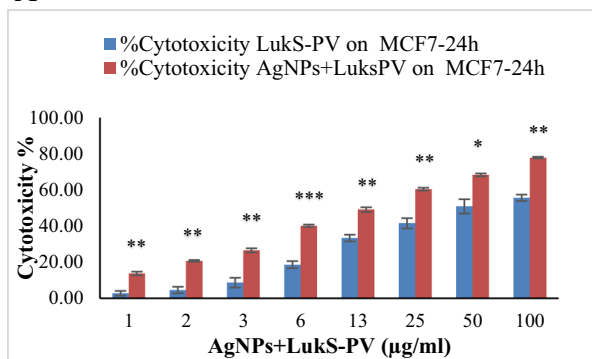 %Cytotoxicity LukS-PV on MCF7-24h
%Cytotoxicity AgNPs+LuksPV on MCF7-24h
Cytotoxicity %
100.00
80.00
60.00
40.00
20.00
0.00
** ** ** *** ** ** * **
1 2 3 6 13 25 50 100
AgNPs+LukS-PV (µg/ml)